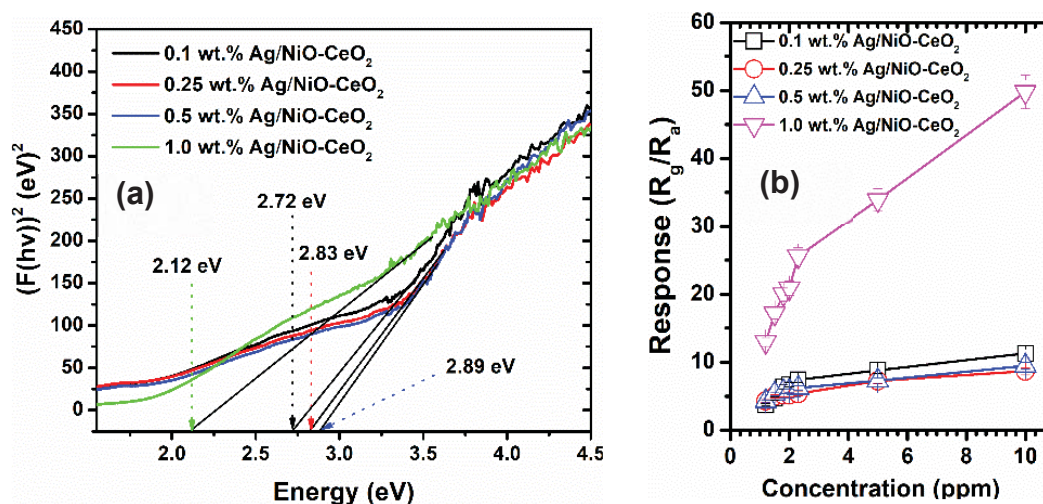 (a)
0.1 wt.% Ag/NiO-CeO₂
0.25 wt.% Ag/NiO-CeO₂
0.5 wt.% Ag/NiO-CeO₂
1.0 wt.% Ag/NiO-CeO₂
2.72 eV
2.83 eV
2.12 eV
2.89 eV
(F(hv))² (eV)²
450
400
350
300
250
200
150
100
50
0
2.0 2.5 3.0 3.5 4.0 4.5
Energy (eV)
(b)
0.1 wt.% Ag/NiO-CeO₂
0.25 wt.% Ag/NiO-CeO₂
0.5 wt.% Ag/NiO-CeO₂
1.0 wt.% Ag/NiO-CeO₂
Response (R_g/R_a)
60
50
40
30
20
10
0
0 2 4 6 8 10
Concentration (ppm)